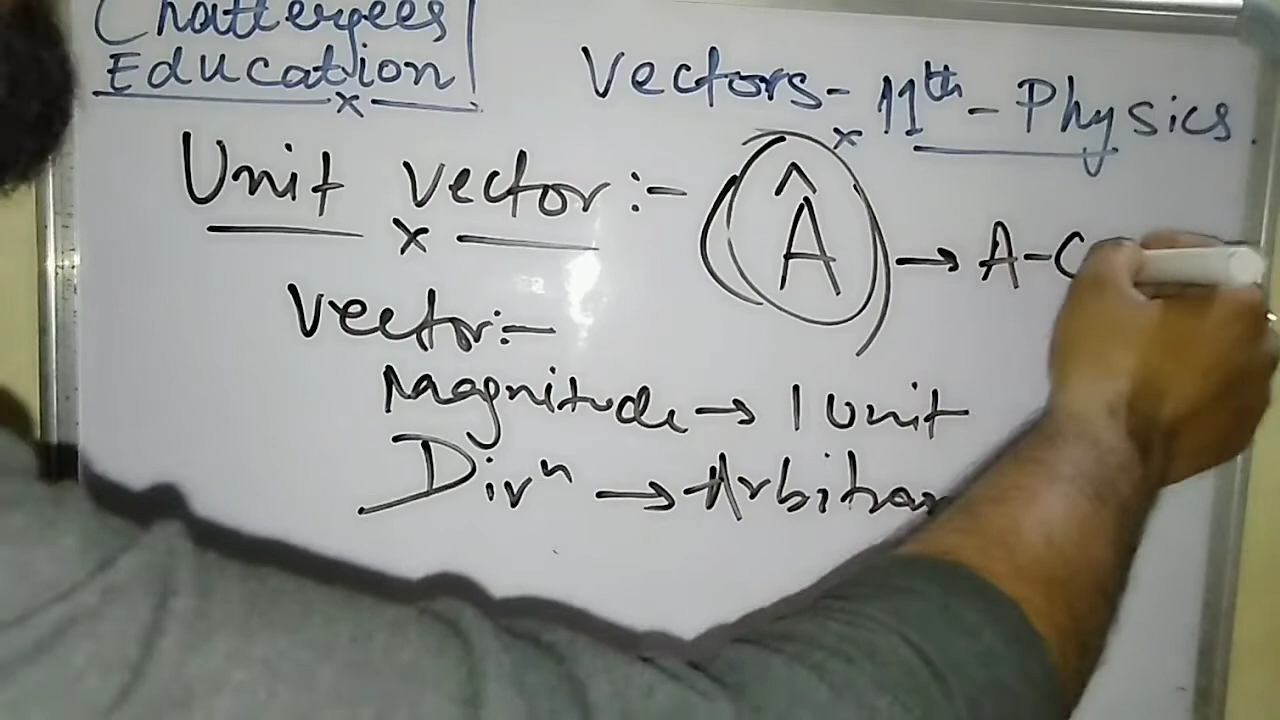 Chatterjees
Education
Vectors- 11th - Physics
Unit Vector:- Â → A-C
Vector:-
Magnitude → 1 Unit
Dirⁿ → Arbitrar